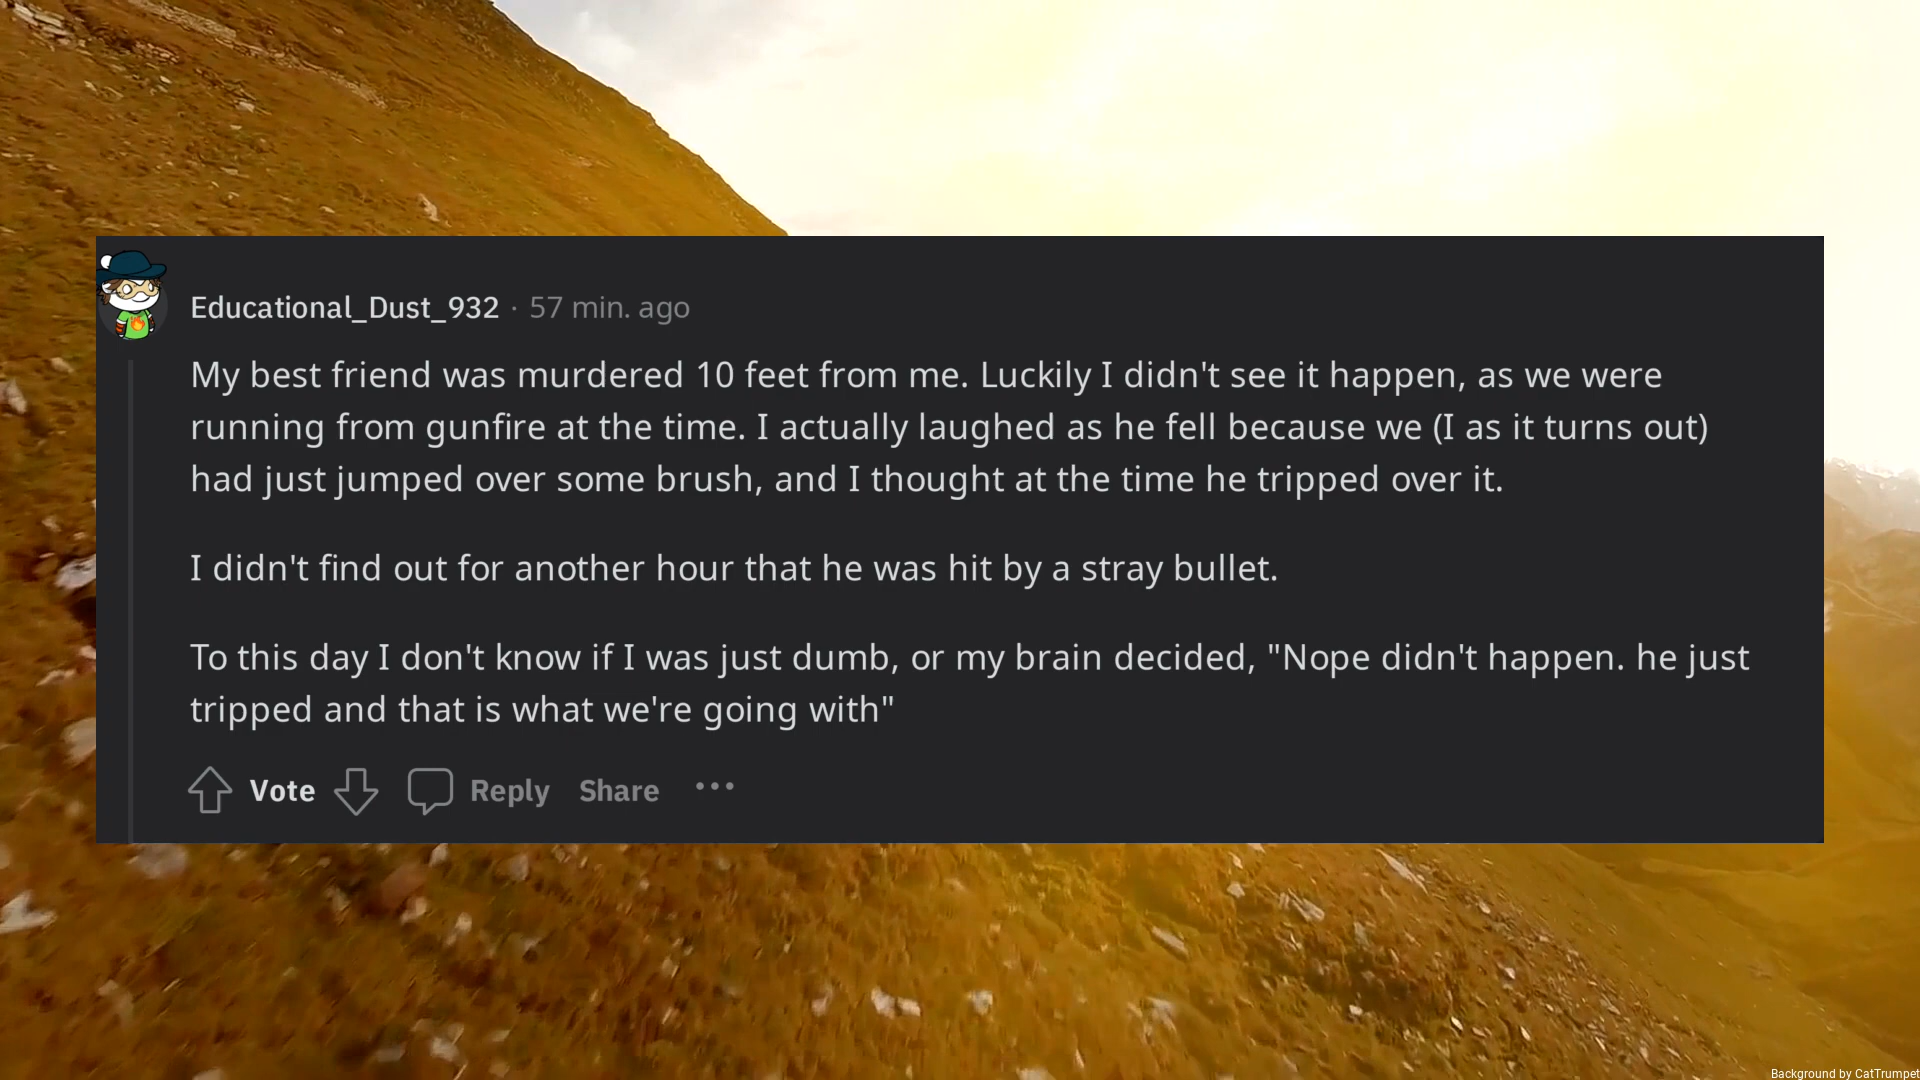 Educational_Dust_932 · 57 min. ago
My best friend was murdered 10 feet from me. Luckily I didn't see it happen, as we were
running from gunfire at the time. I actually laughed as he fell because we (I as it turns out)
had just jumped over some brush, and I thought at the time he tripped over it.
I didn't find out for another hour that he was hit by a stray bullet.
To this day I don't know if I was just dumb, or my brain decided, "Nope didn't happen. he just
tripped and that is what we're going with"
Vote Reply Share ···
Background by CatTrumpet